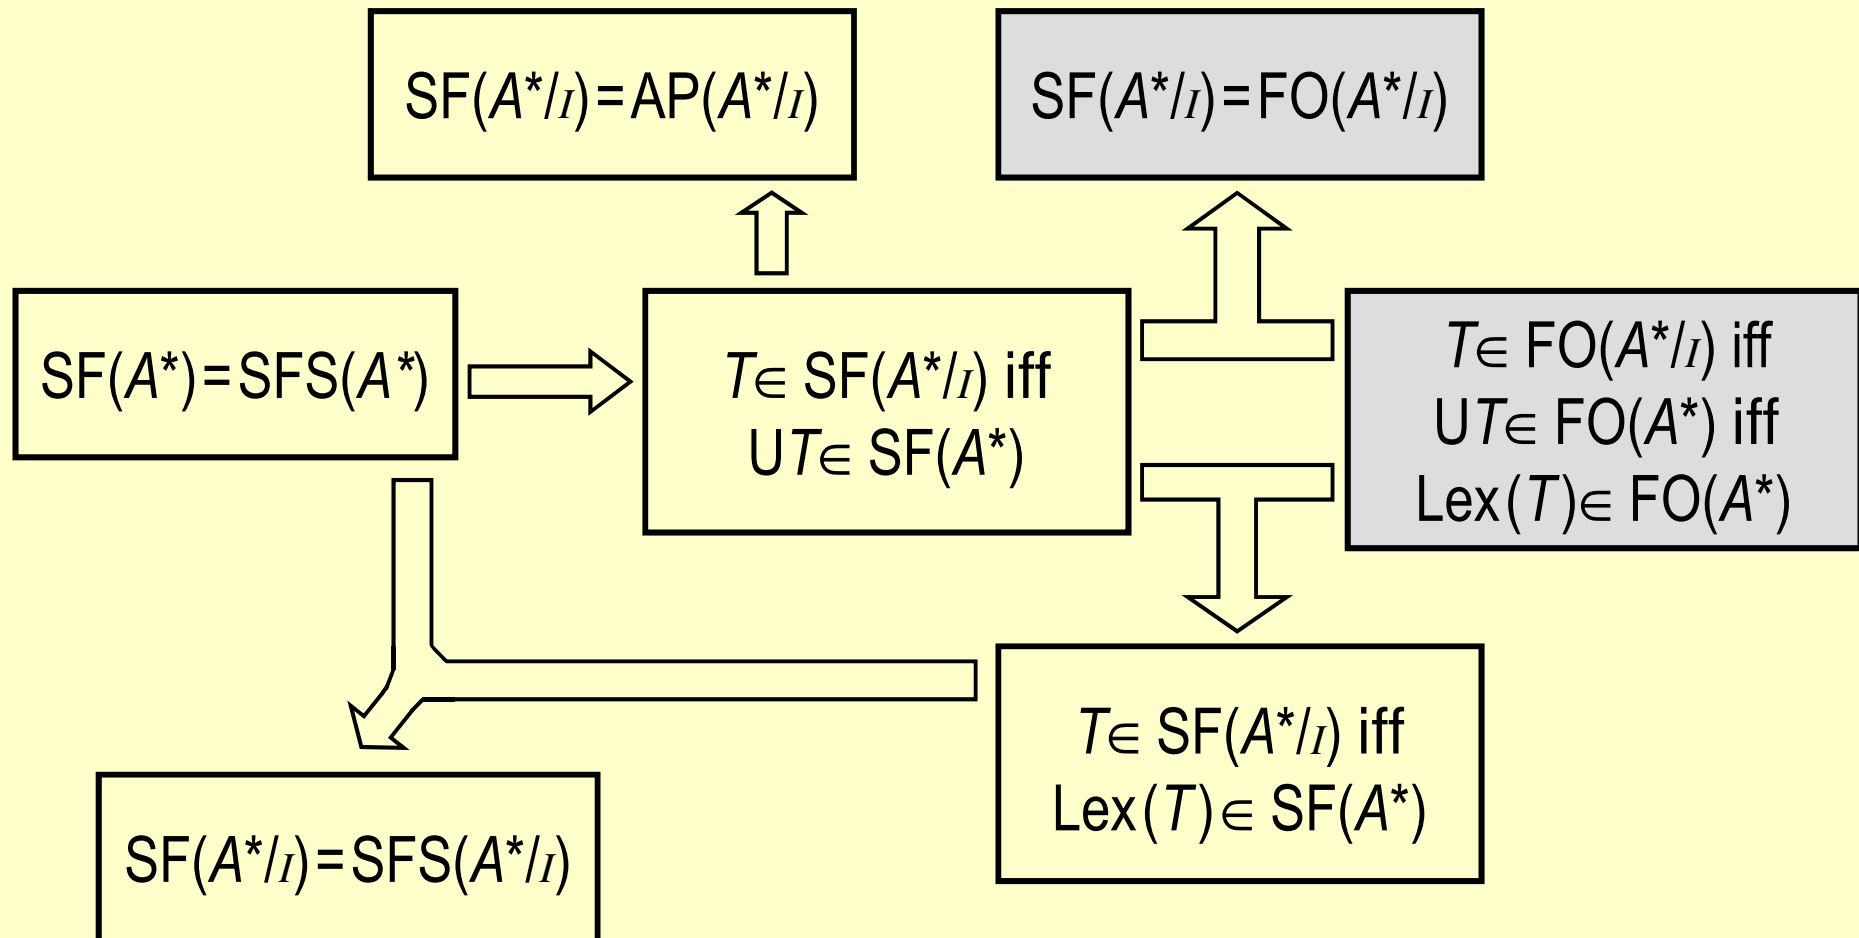 SF(A*/I)=AP(A*/I)
SF(A*/I)=FO(A*/I)
SF(A*)=SFS(A*)
T∈ SF(A*/I) iff
UT∈ SF(A*)
T∈ FO(A*/I) iff
UT∈ FO(A*) iff
Lex(T)∈ FO(A*)
T∈ SF(A*/I) iff
Lex(T)∈ SF(A*)
SF(A*/I)=SFS(A*/I)